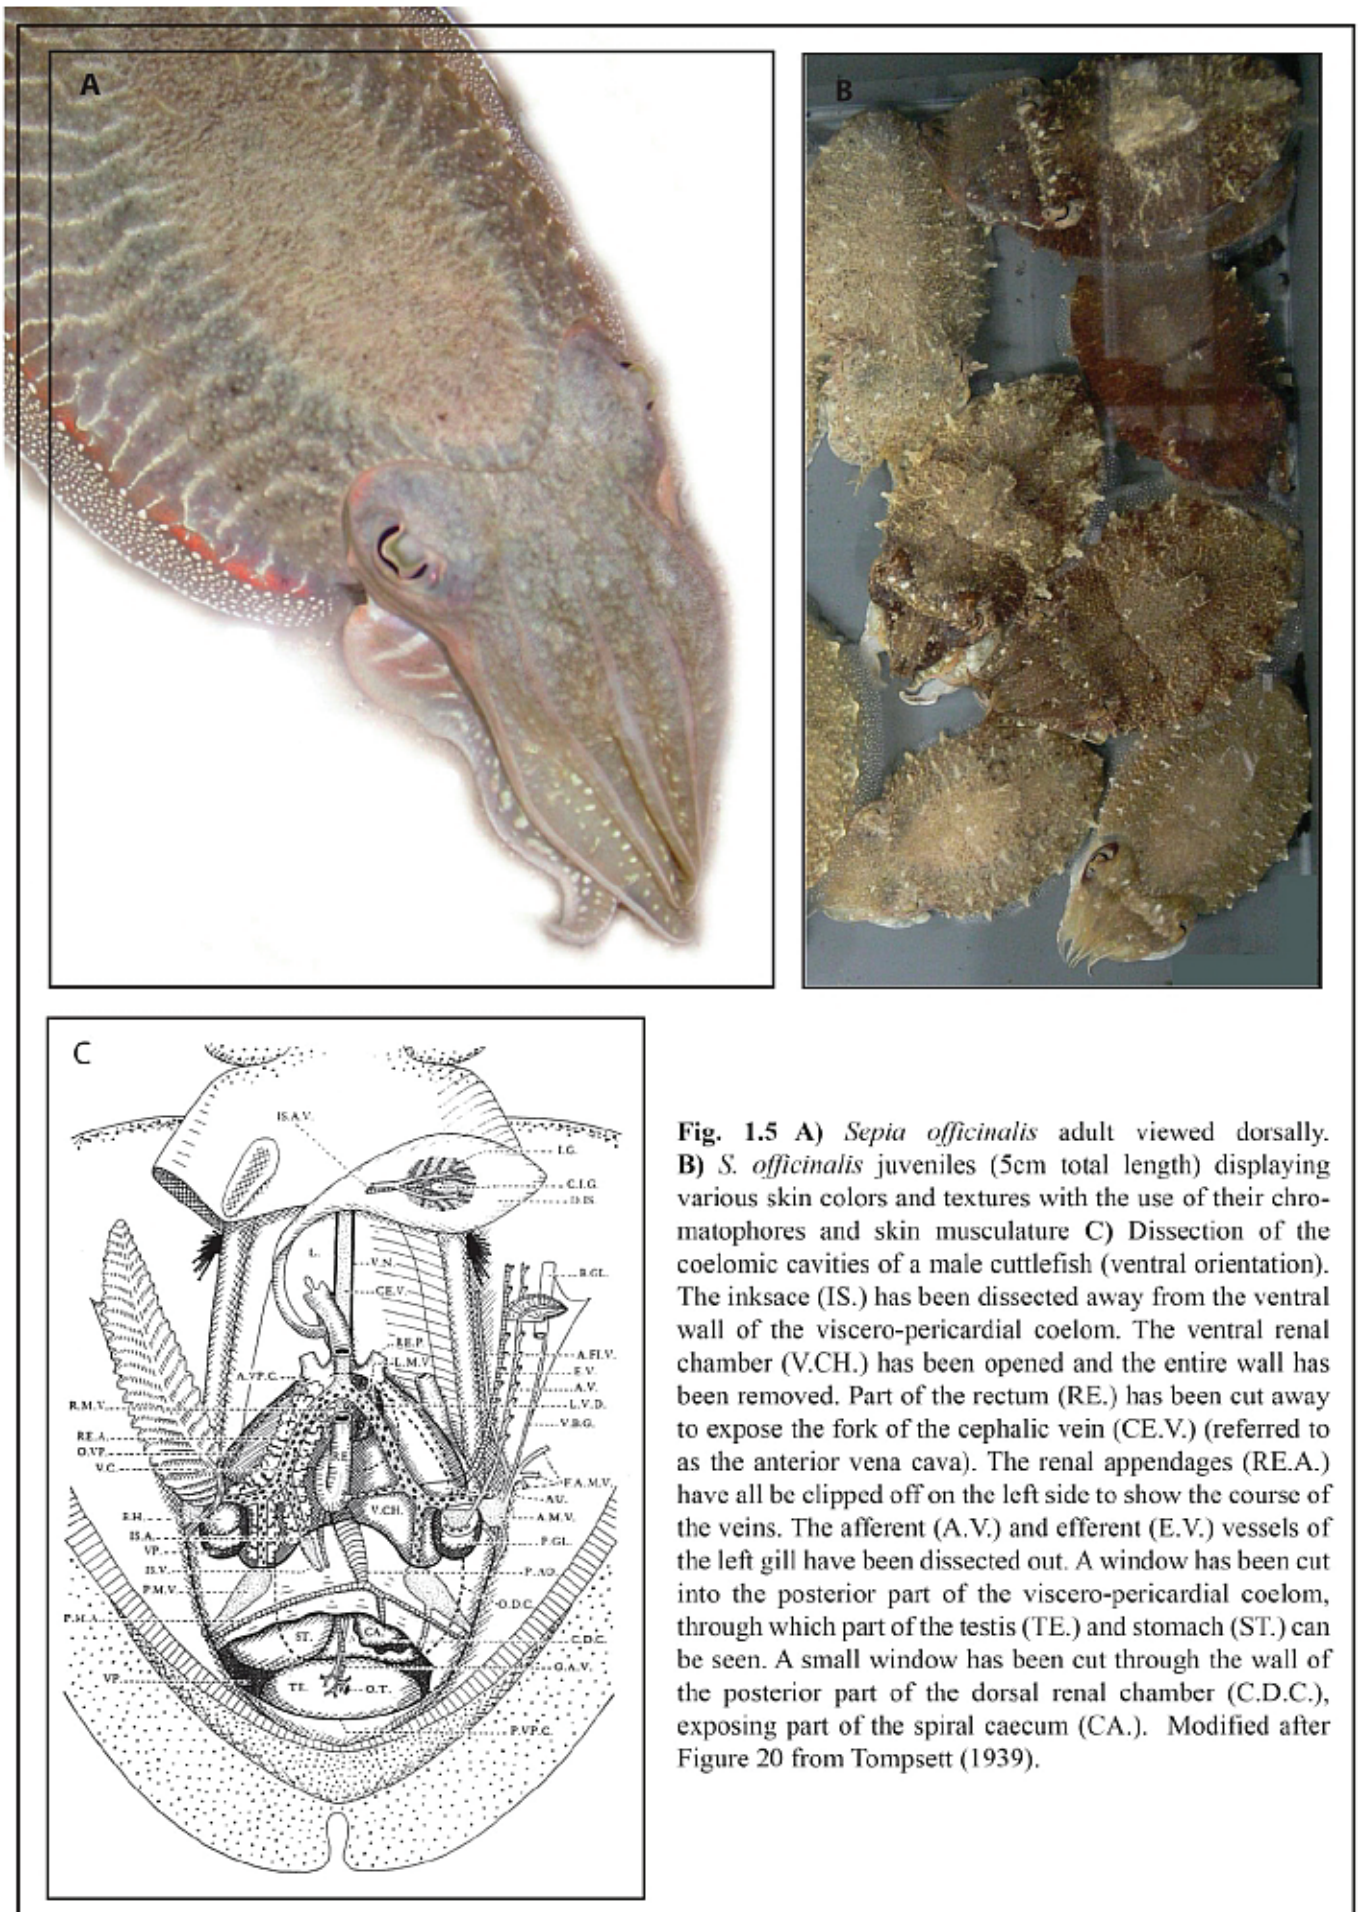 A
B
C
IS.A.V.
I.G.
C.I.G.
D.IS.
L.
V.N.
CE.V.
B.GL.
RE.P.
L.M.V.
A.FI.V.
E.V.
A.V.
A.VP.C.
L.V.D.
R.M.V.
V.B.G.
RE.A.
O.VP.
RE.
V.C.
F.A.M.V.
AU.
V.CH.
A.M.V.
B.H.
IS.A.
P.GL.
VP.
IS.V.
P.AO.
P.M.V.
O.D.C.
P.M.A.
ST.
CA.
C.D.C.
G.A.V.
VP.
TE.
O.T.
P.VP.C.
Fig. 1.5 A) Sepia officinalis adult viewed dorsally.
B) S. officinalis juveniles (5cm total length) displaying
various skin colors and textures with the use of their chro-
matophores and skin musculature C) Dissection of the
coelomic cavities of a male cuttlefish (ventral orientation).
The inksace (IS.) has been dissected away from the ventral
wall of the viscero-pericardial coelom. The ventral renal
chamber (V.CH.) has been opened and the entire wall has
been removed. Part of the rectum (RE.) has been cut away
to expose the fork of the cephalic vein (CE.V.) (referred to
as the anterior vena cava). The renal appendages (RE.A.)
have all be clipped off on the left side to show the course of
the veins. The afferent (A.V.) and efferent (E.V.) vessels of
the left gill have been dissected out. A window has been cut
into the posterior part of the viscero-pericardial coelom,
through which part of the testis (TE.) and stomach (ST.) can
be seen. A small window has been cut through the wall of
the posterior part of the dorsal renal chamber (C.D.C.),
exposing part of the spiral caecum (CA.). Modified after
Figure 20 from Tompsett (1939).